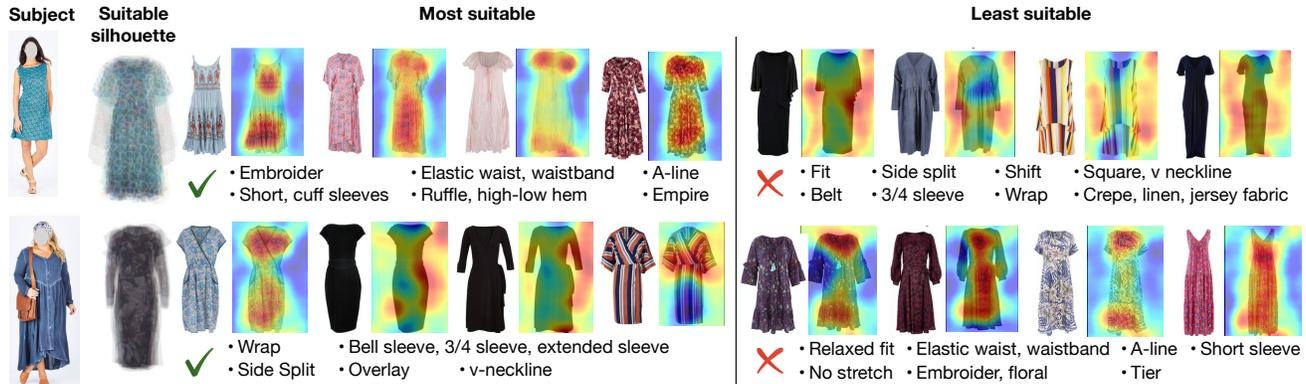 Subject
Suitable
silhouette
Most suitable
Least suitable
• Embroider • Elastic waist, waistband • A-line
• Short, cuff sleeves • Ruffle, high-low hem • Empire
• Fit • Side split • Shift • Square, v neckline
• Belt • 3/4 sleeve • Wrap • Crepe, linen, jersey fabric
• Wrap • Bell sleeve, 3/4 sleeve, extended sleeve
• Side Split • Overlay • v-neckline
• Relaxed fit • Elastic waist, waistband • A-line • Short sleeve
• No stretch • Embroider, floral • Tier